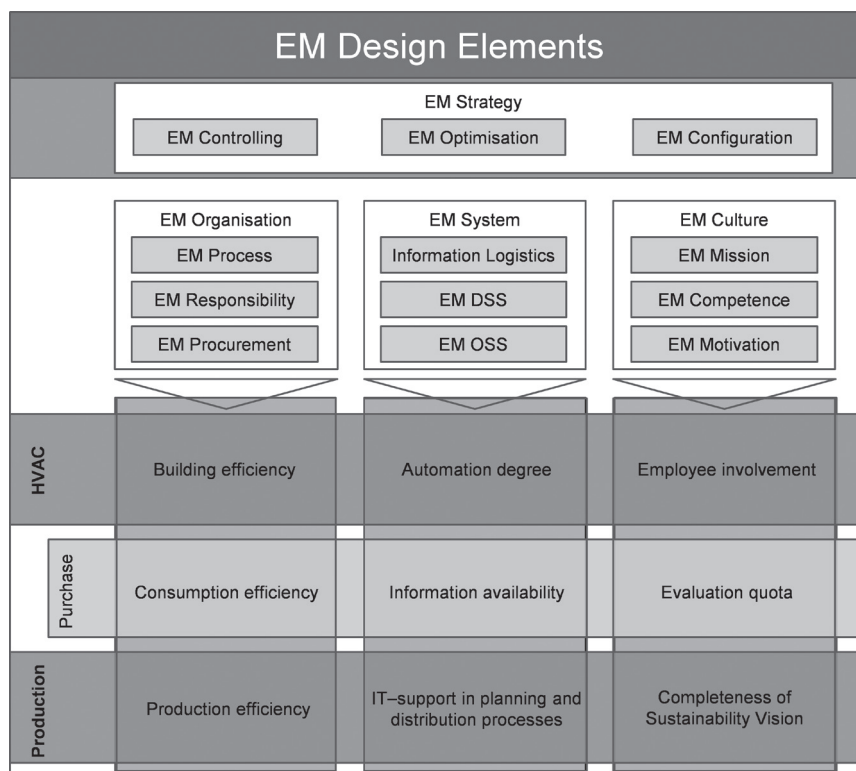 EM Design Elements
EM Strategy
EM Controlling
EM Optimisation
EM Configuration
EM Organisation
EM Process
EM Responsibility
EM Procurement
EM System
Information Logistics
EM DSS
EM OSS
EM Culture
EM Mission
EM Competence
EM Motivation
HVAC
Building efficiency
Automation degree
Employee involvement
Purchase
Consumption efficiency
Information availability
Evaluation quota
Production
Production efficiency
IT–support in planning and
distribution processes
Completeness of
Sustainability Vision